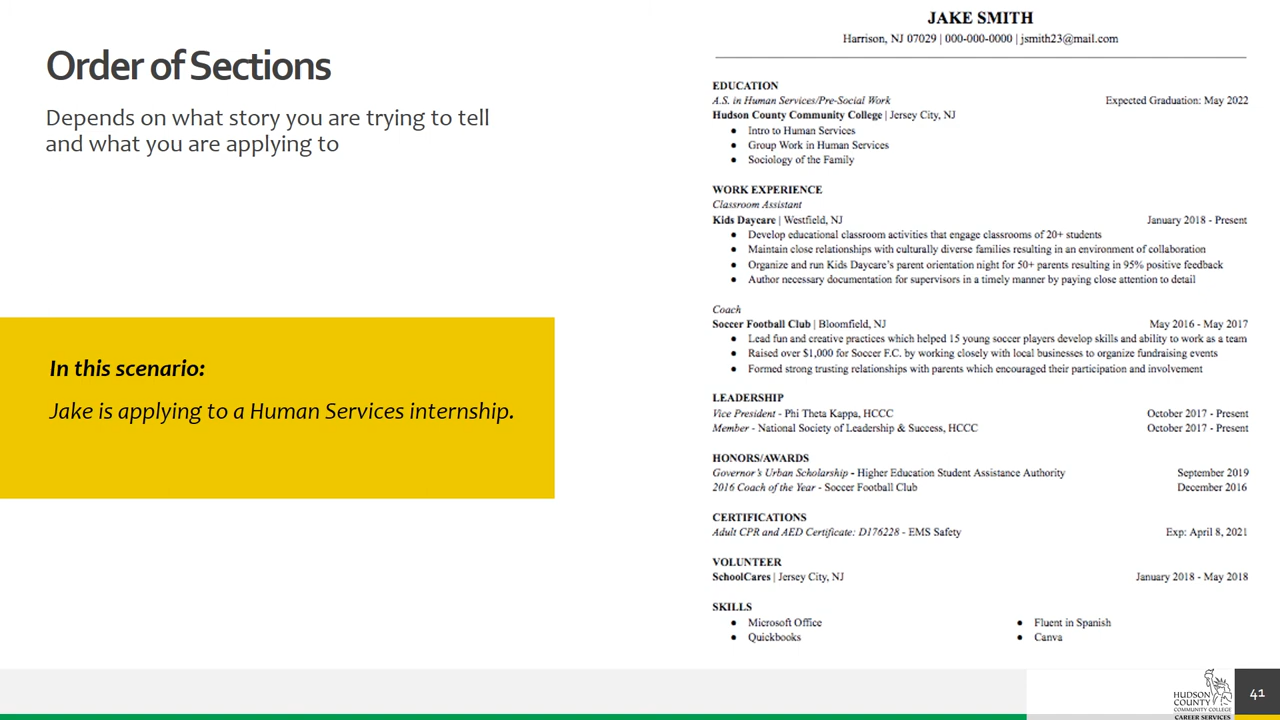 Order of Sections
Depends on what story you are trying to tell
and what you are applying to
In this scenario:
Jake is applying to a Human Services internship.
JAKE SMITH
Harrison, NJ 07029 | 000-000-0000 | jsmith23@mail.com
EDUCATION
A.S. in Human Services/Pre-Social Work Expected Graduation: May 2022
Hudson County Community College | Jersey City, NJ
● Intro to Human Services
● Group Work in Human Services
● Sociology of the Family
WORK EXPERIENCE
Classroom Assistant
Kids Daycare | Westfield, NJ January 2018 - Present
● Develop educational classroom activities that engage classrooms of 20+ students
● Maintain close relationships with culturally diverse families resulting in an environment of collaboration
● Organize and run Kids Daycare's parent orientation night for 50+ parents resulting in 95% positive feedback
● Author necessary documentation for supervisors in a timely manner by paying close attention to detail
Coach
Soccer Football Club | Bloomfield, NJ May 2016 - May 2017
● Lead fun and creative practices which helped 15 young soccer players develop skills and ability to work as a team
● Raised over $1,000 for Soccer F.C. by working closely with local businesses to organize fundraising events
● Formed strong trusting relationships with parents which encouraged their participation and involvement
LEADERSHIP
Vice President - Phi Theta Kappa, HCCC October 2017 - Present
Member - National Society of Leadership & Success, HCCC October 2017 - Present
HONORS/AWARDS
Governor's Urban Scholarship - Higher Education Student Assistance Authority September 2019
2016 Coach of the Year - Soccer Football Club December 2016
CERTIFICATIONS
Adult CPR and AED Certificate: D176228 - EMS Safety Exp: April 8, 2021
VOLUNTEER
SchoolCares | Jersey City, NJ January 2018 - May 2018
SKILLS
● Microsoft Office ● Fluent in Spanish
● Quickbooks ● Canva
HUDSON
COUNTY
COMMUNITY COLLEGE
CAREER SERVICES
41